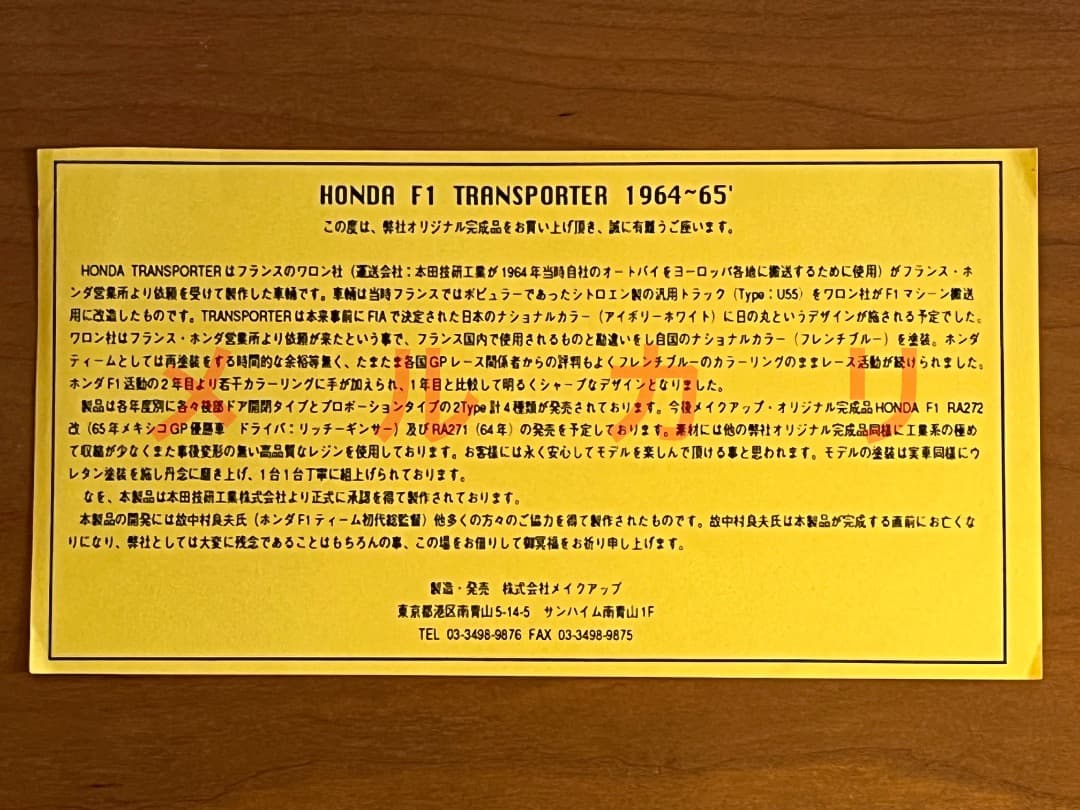 HONDA F1 TRANSPORTER 1964~65'
この度は、弊社オリジナル完成品をお買い上げ頂き、誠に有難うご座います。
HONDA TRANSPORTERはフランスのワロン社（運送会社：本田技研工業が1964年当時自社のオートバイをヨーロッパ各地に搬送するために使用）がフランス・ホ
ンダ営業所より依頼を受けて製作した車輛です。車輛は当時フランスではポピュラーであったシトロエン製の汎用トラック（Type：U55）をワロン社がF1マシーン搬送
用に改造したものです。TRANSPORTERは本来事前にFIAで決定された日本のナショナルカラー（アイボリーホワイト）に日の丸というデザインが施される予定でした。
ワロン社はフランス・ホンダ営業所より依頼が来たという事で、フランス国内で使用されるものと勘違いをし自国のナショナルカラー（フレンチブルー）を塗装。ホンダ
ティームとしては再塗装をする時間的な余裕等無く、たまたま各国GPレース関係者からの評判もよくフレンチブルーのカラーリングのままレース活動が続けられました。
ホンダF1活動の2年目より若干カラーリングに手が加えられ、1年目と比較して明るくシャープなデザインとなりました。
製品は各年度別に各々後部ドア開閉タイプとプロポーションタイプの2Type計4種類が発売されております。今後メイクアップ・オリジナル完成品HONDA F1 RA272
改（65年メキシコGP優勝車　ドライバ：リッチーギンサー）及びRA271（64年）の発売を予定しております。素材には他の弊社オリジナル完成品同様に工業系の極め
て収縮が少なくまた事後変形の無い高品質なレジンを使用しております。お客様には永く安心してモデルを楽しんで頂ける事と思われます。モデルの塗装は実車同様にウ
レタン塗装を施し丹念に磨き上げ、1台1台丁寧に組上げられております。
なを、本製品は本田技研工業株式会社より正式に承認を得て製作されております。
本製品の開発には故中村良夫氏（ホンダF1ティーム初代総監督）他多くの方々のご協力を得て製作されたものです。故中村良夫氏は本製品が完成する直前にお亡くな
りになり、弊社としては大変に残念であることはもちろんの事、この場をお借りして御冥福をお祈り申し上げます。
製造・発売　株式会社メイクアップ
東京都港区南青山5-14-5　サンハイム南青山1F
TEL 03-3498-9876 FAX 03-3498-9875
メルカリ